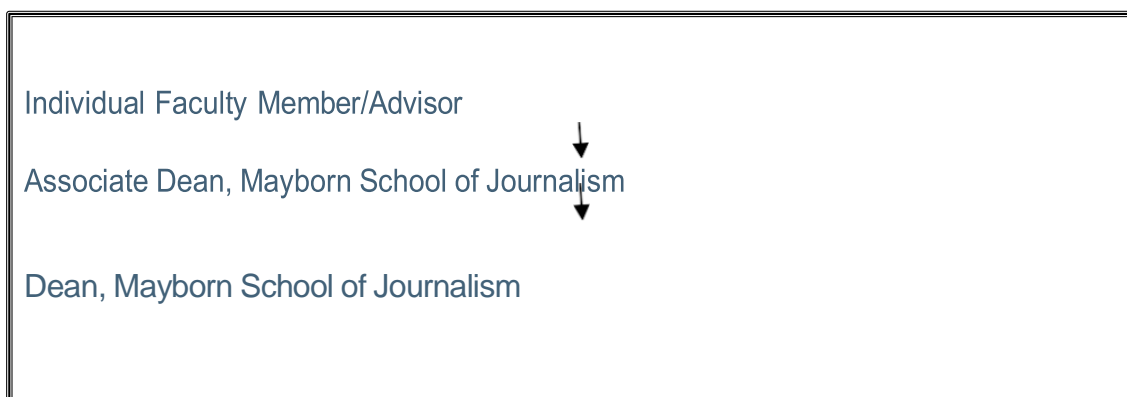 Individual Faculty Member/Advisor
Associate Dean, Mayborn School of Journalism
Dean, Mayborn School of Journalism